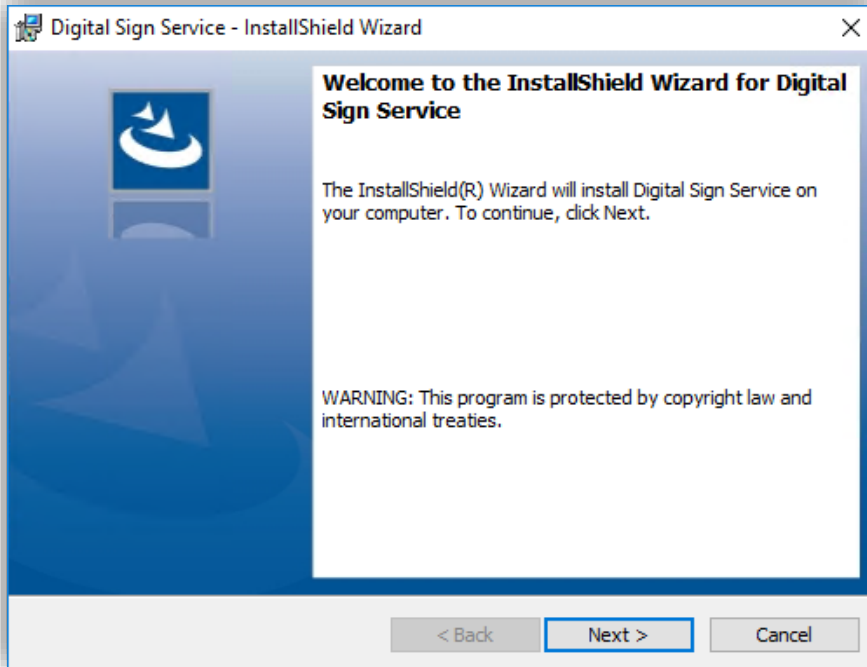 Digital Sign Service - InstallShield Wizard
Welcome to the InstallShield Wizard for Digital
Sign Service
The InstallShield(R) Wizard will install Digital Sign Service on
your computer. To continue, click Next.
WARNING: This program is protected by copyright law and
international treaties.
< Back
Next >
Cancel